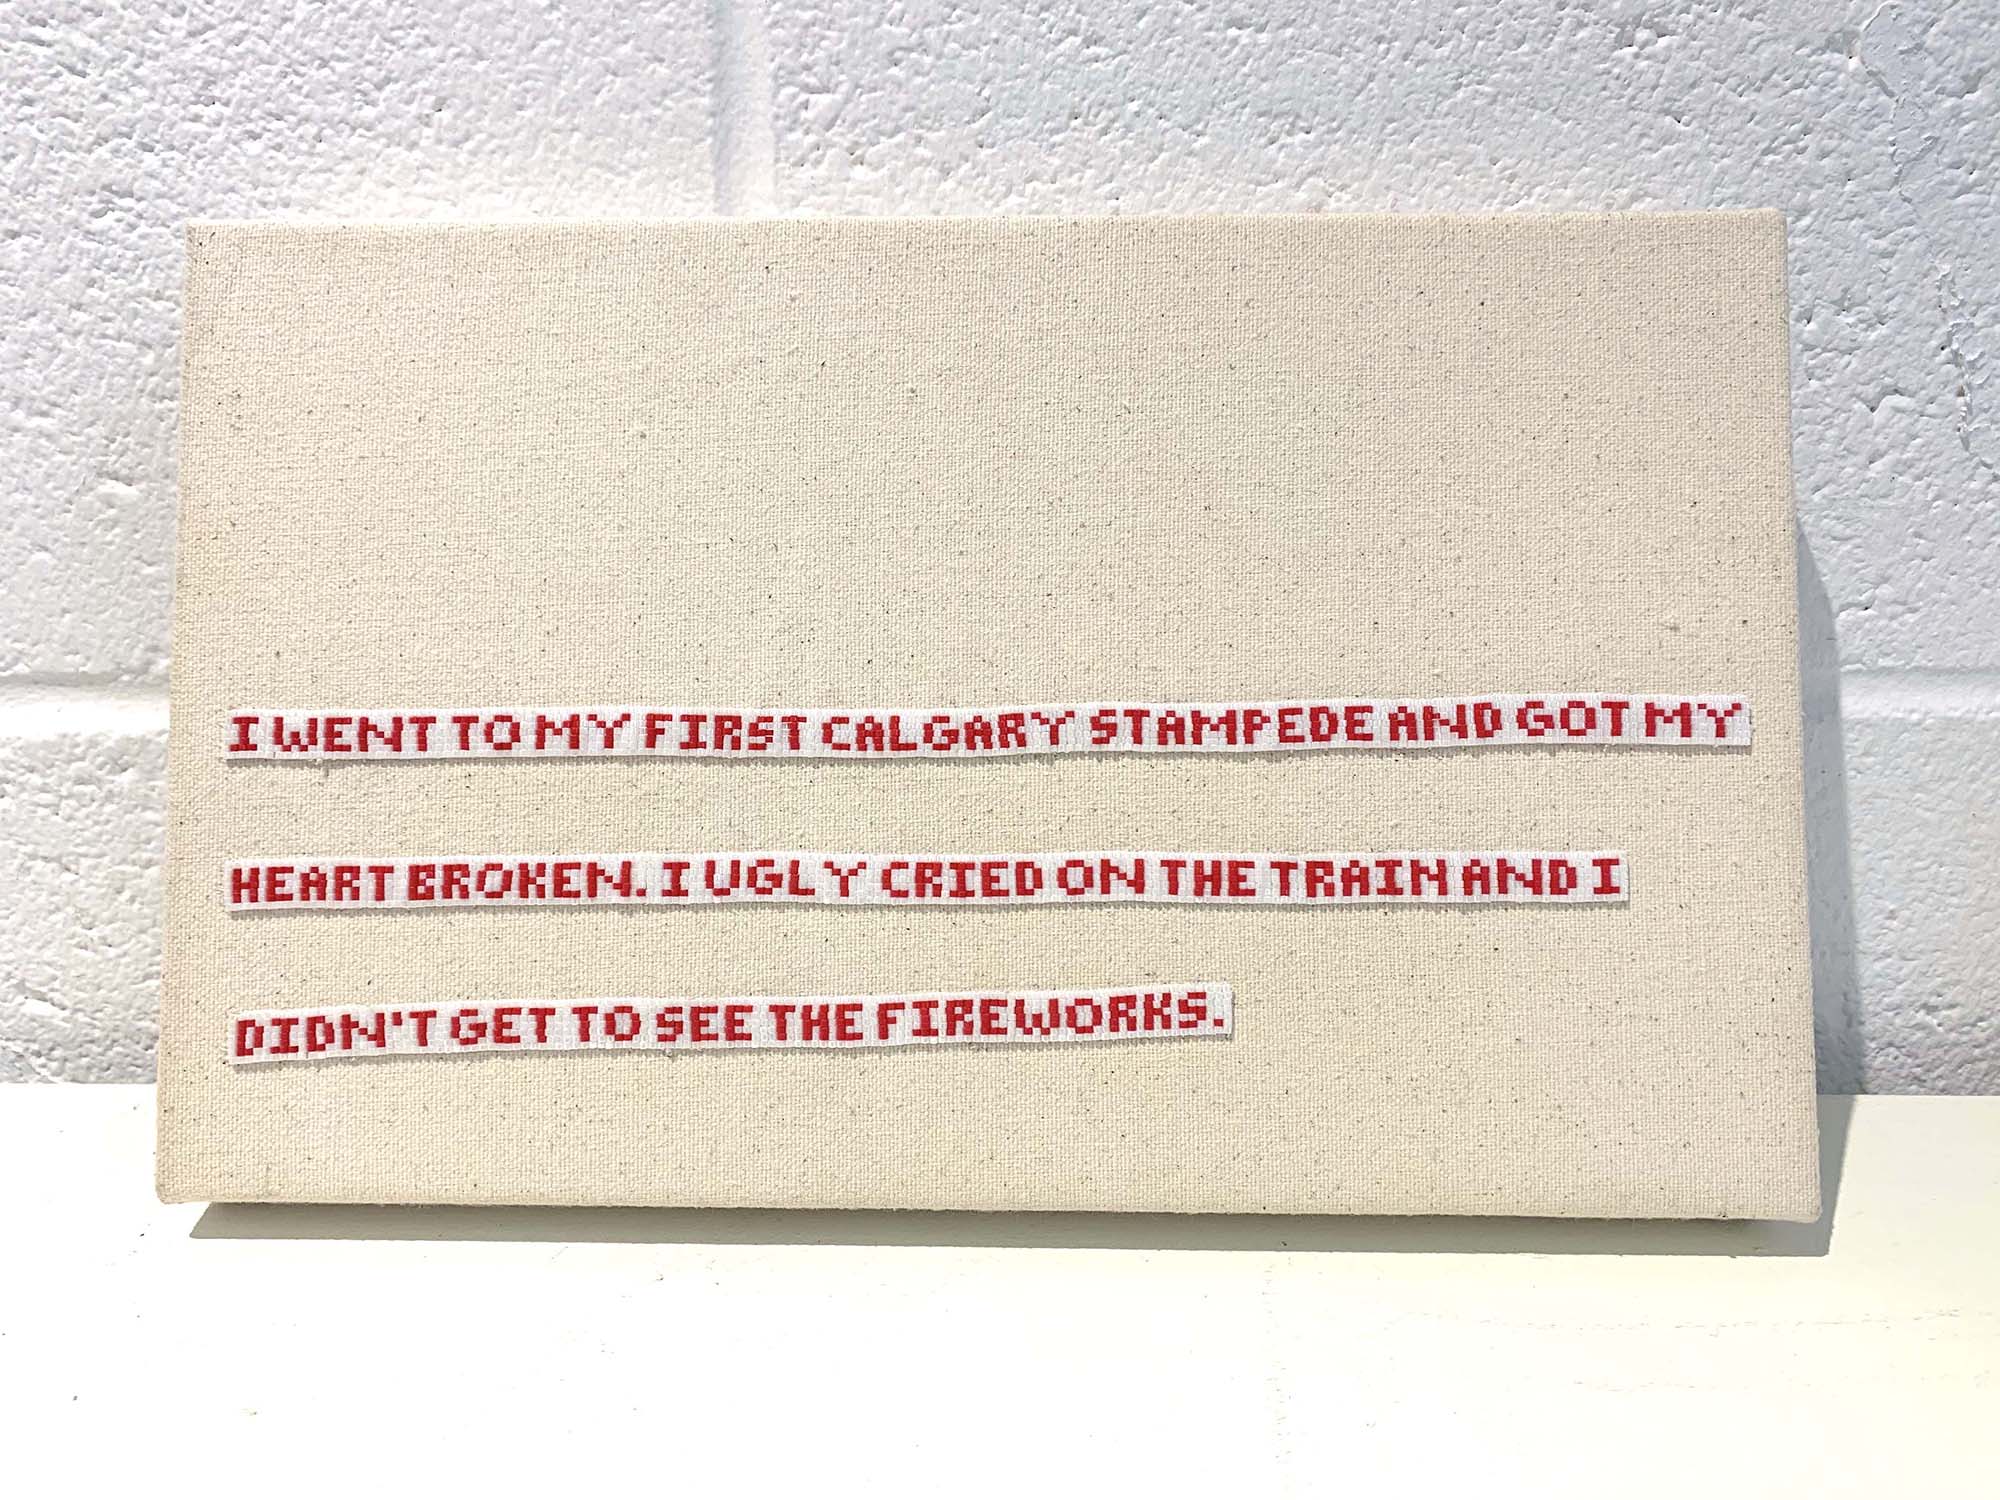 I WENT TO MY FIRST CALGARY STAMPEDE AND GOT MY
HEART BROKEN. I UGLY CRIED ON THE TRAIN AND I
DIDN'T GET TO SEE THE FIREWORKS.